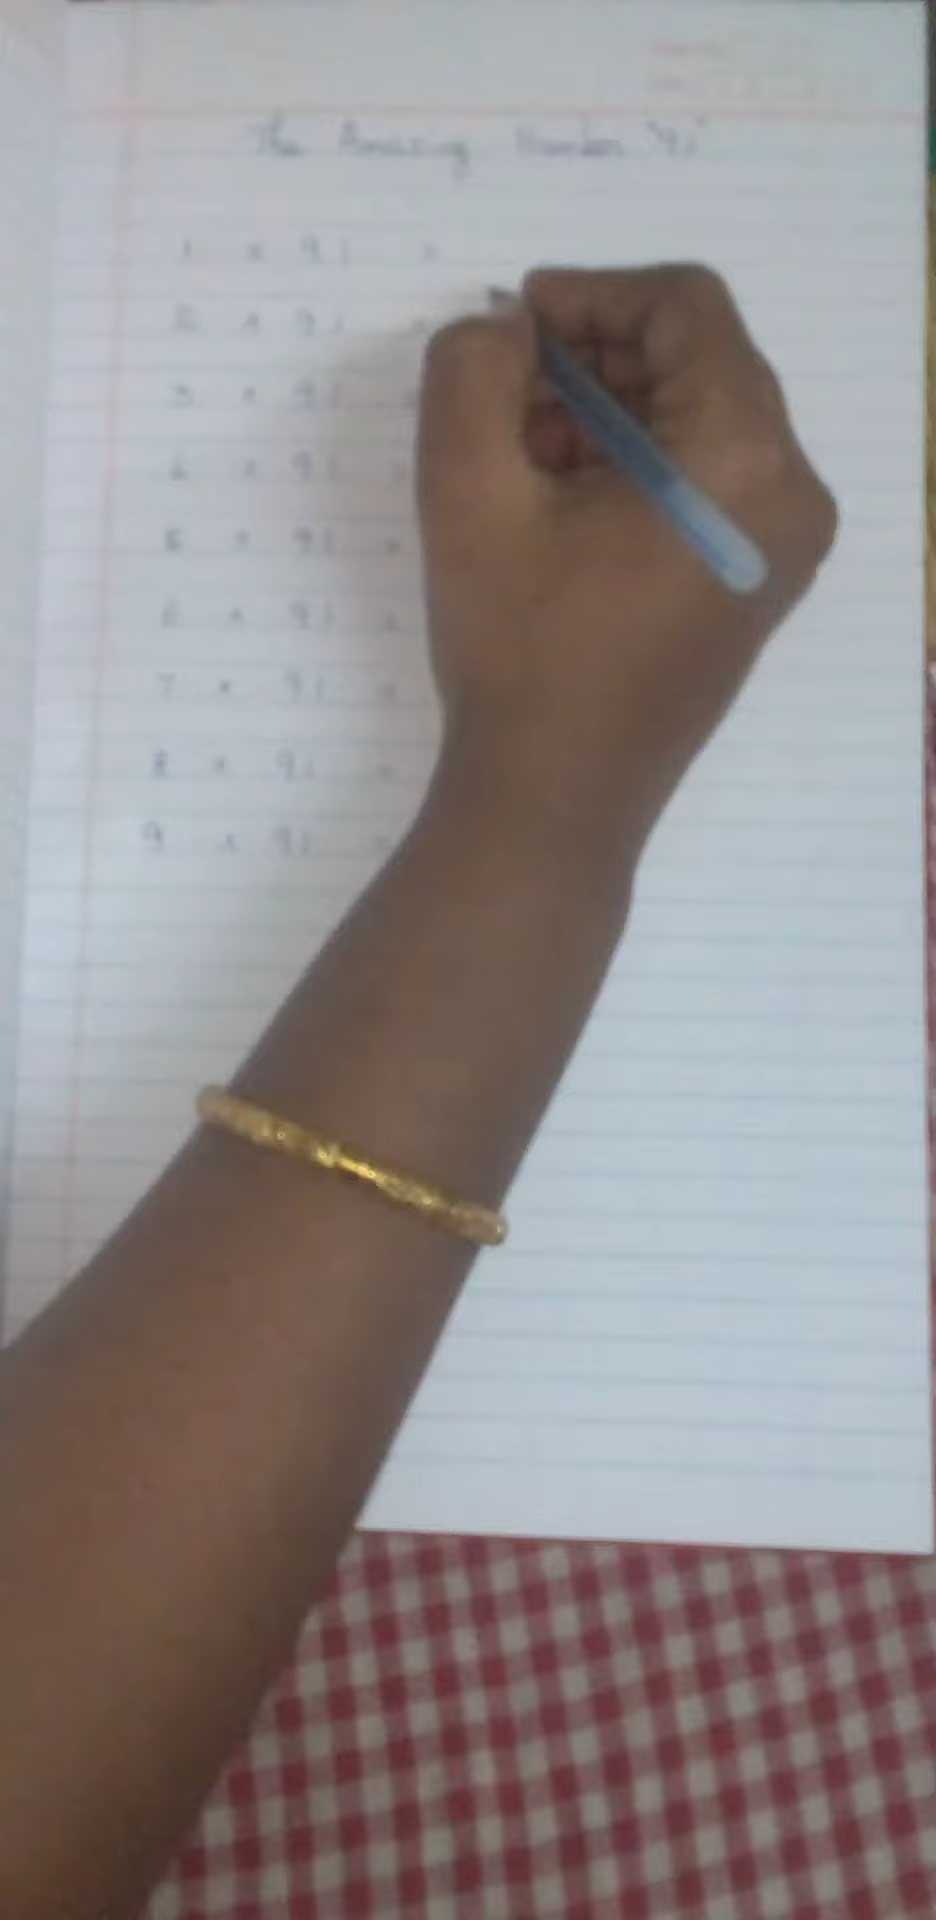 The Amazing Number '91'
1 x 91 =
2 x 91 =
3 x 91 =
4 x 91 =
5 x 91 =
6 x 91 =
7 x 91 =
8 x 91 =
9 x 91 =